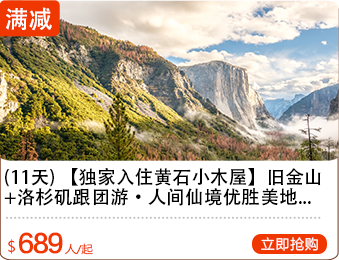 满减
(11天) 【独家入住黄石小木屋】旧金山
+洛杉矶跟团游•人间仙境优胜美地...
$689人/起
立即抢购